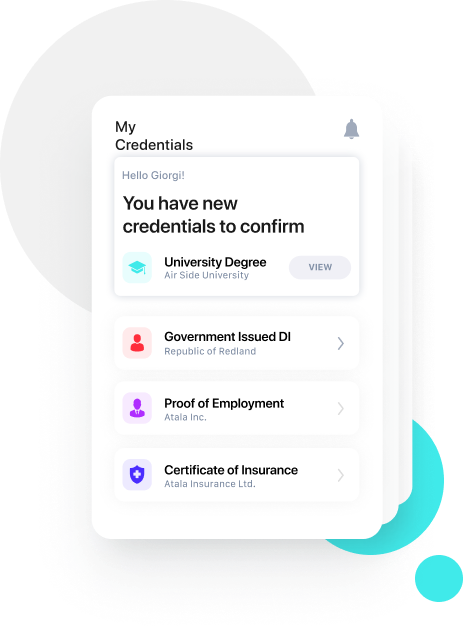 My
Credentials
Hello Giorgi!
You have new
credentials to confirm
University Degree
Air Side University
VIEW
Government Issued DI
Republic of Redland
Proof of Employment
Atala Inc.
Certificate of Insurance
Atala Insurance Ltd.